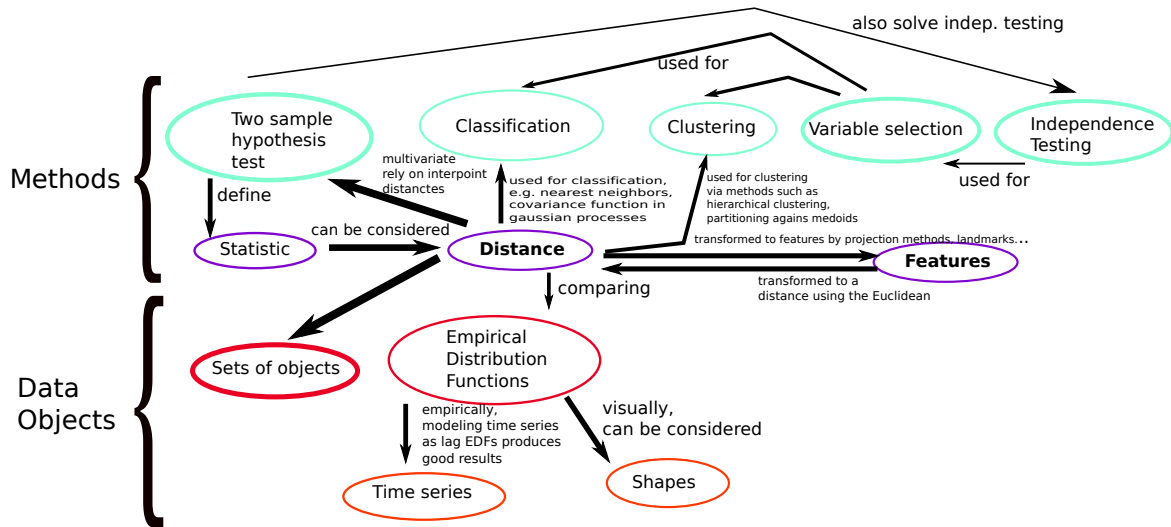 also solve indep. testing
used for
Two sample
hypothesis
test
Classification
Clustering
Variable selection
Independence
Testing
Methods
define
multivariate
rely on interpoint
distanctes
used for classification,
e.g. nearest neighbors,
covariance function in
gaussian processes
used for clustering
via methods such as
hierarchical clustering,
partitioning agains medoids
used for
Statistic
can be considered
Distance
transformed to features by projection methods, landmarks...
Features
transformed to a
distance using the Euclidean
comparing
Data
Objects
Sets of objects
Empirical
Distribution
Functions
empirically,
modeling time series
as lag EDFs produces
good results
visually,
can be considered
Time series
Shapes